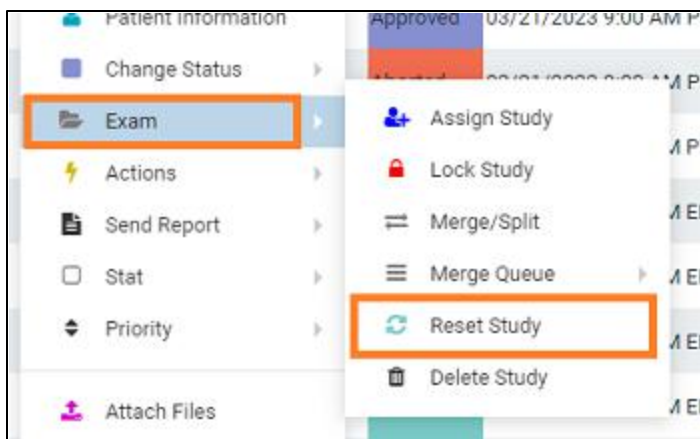 Patient Information
Approved 03/21/2023 9:00 AM P
Change Status
Exam
Actions
Send Report
Stat
Priority
Attach Files
Assign Study
Lock Study
Merge/Split
Merge Queue
Reset Study
Delete Study